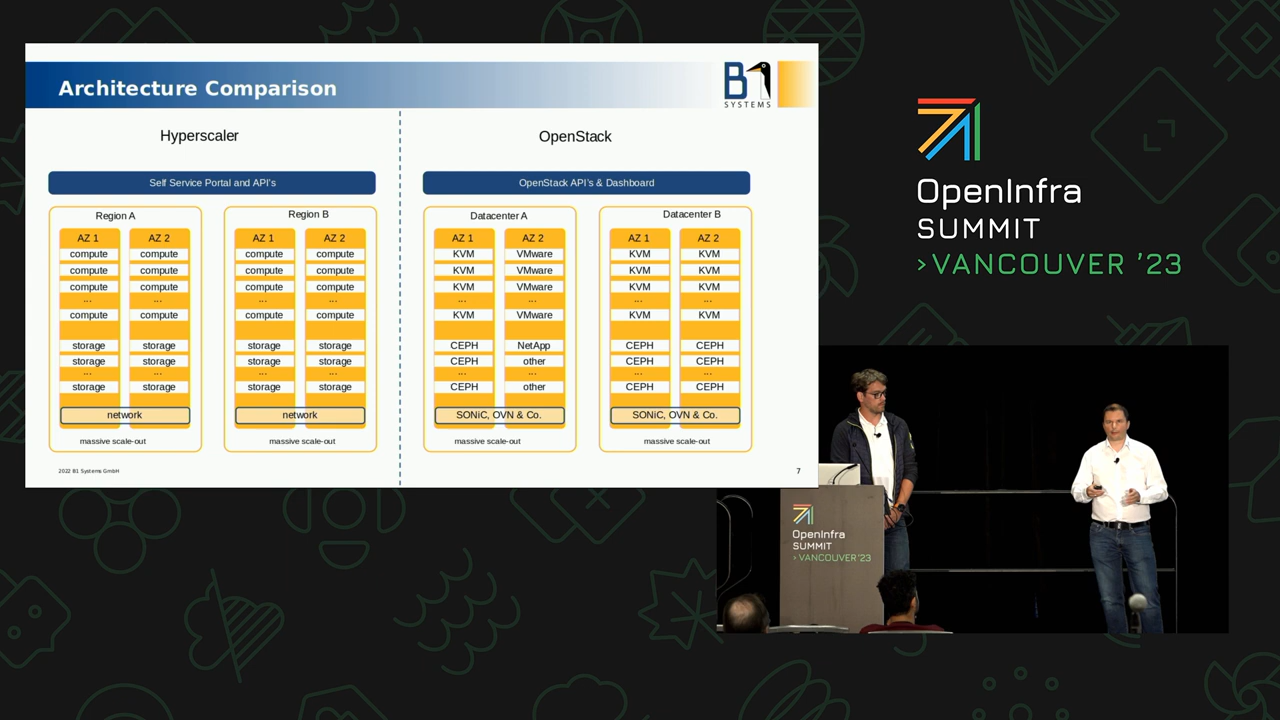 Architecture Comparison
B1
SYSTEMS
Hyperscaler
OpenStack
Self Service Portal and API's
OpenStack API's & Dashboard
Region A
AZ 1
AZ 2
compute
compute
compute
compute
compute
compute
...
...
compute
compute
storage
storage
storage
storage
...
...
storage
storage
network
massive scale-out
Region B
AZ 1
AZ 2
compute
compute
compute
compute
compute
compute
...
...
compute
compute
storage
storage
storage
storage
...
...
storage
storage
network
massive scale-out
Datacenter A
AZ 1
AZ 2
KVM
VMware
KVM
VMware
KVM
VMware
...
...
KVM
VMware
CEPH
NetApp
CEPH
other
...
...
CEPH
other
SONiC, OVN & Co.
massive scale-out
Datacenter B
AZ 1
AZ 2
KVM
KVM
KVM
KVM
KVM
KVM
...
...
KVM
KVM
CEPH
CEPH
CEPH
CEPH
...
...
CEPH
CEPH
SONiC, OVN & Co.
massive scale-out
2022 B1 Systems GmbH
7
OpenInfra
SUMMIT
>VANCOUVER '23
OpenInfra
SUMMIT
>VANCOUVER '23